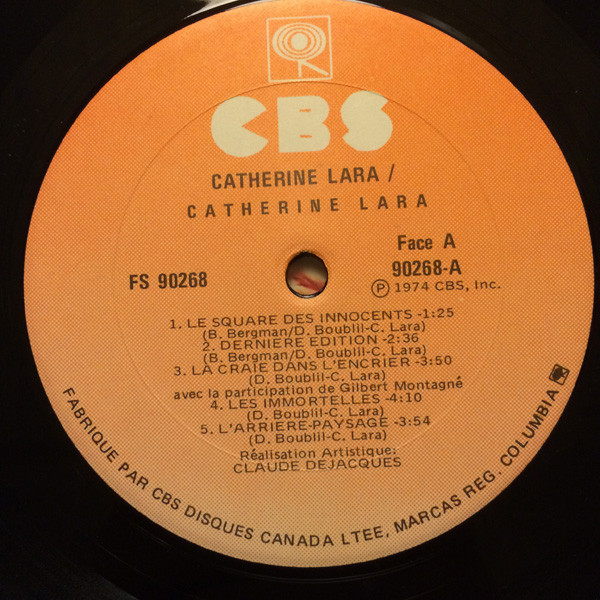 CBS
CATHERINE LARA /
CATHERINE LARA
Face A
FS 90268
90268-A
Ⓟ 1974 CBS, Inc.
1. LE SQUARE DES INNOCENTS -1:25
(B. Bergman/D. Boublil-C. Lara)
2. DERNIERE EDITION -2:36
(B. Bergman/D. Boublil-C. Lara)
3. LA CRAIE DANS L'ENCRIER -3:50
(D. Boublil-C. Lara)
avec la participation de Gilbert Montagné
4. LES IMMORTELLES -4:10
(D. Boublil-C. Lara)
5. L'ARRIERE-PAYSAGE -3:54
(D. Boublil-C. Lara)
Réalisation Artistique:
CLAUDE DEJACQUES
FABRIQUE PAR CBS DISQUES CANADA LTEE, MARCAS REG. COLUMBIA